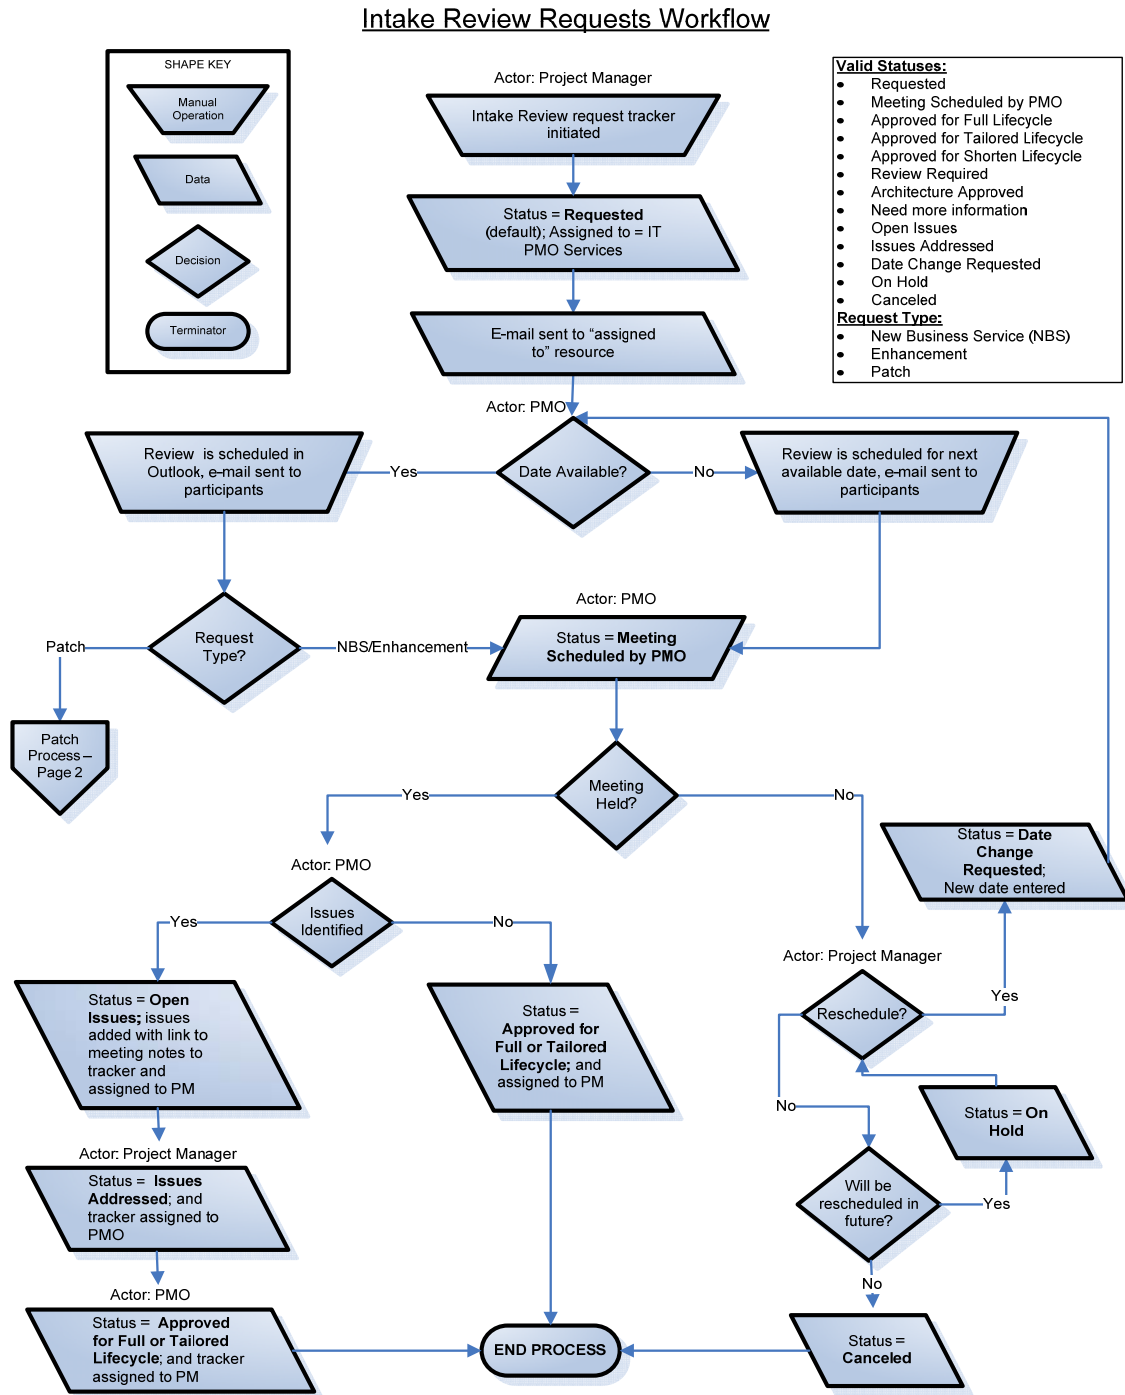 Intake Review Requests Workflow
SHAPE KEY
Manual
Operation
Data
Decision
Terminator
Valid Statuses:
● Requested
● Meeting Scheduled by PMO
● Approved for Full Lifecycle
● Approved for Tailored Lifecycle
● Approved for Shorten Lifecycle
● Review Required
● Architecture Approved
● Need more information
● Open Issues
● Issues Addressed
● Date Change Requested
● On Hold
● Canceled
Request Type:
● New Business Service (NBS)
● Enhancement
● Patch
Actor: Project Manager
Intake Review request tracker
initiated
Status = Requested
(default); Assigned to = IT
PMO Services
E-mail sent to “assigned
to” resource
Actor: PMO
Date Available?
Yes
No
Review is scheduled in
Outlook, e-mail sent to
participants
Review is scheduled for next
available date, e-mail sent to
participants
Request
Type?
Patch
NBS/Enhancement
Patch
Process –
Page 2
Actor: PMO
Status = Meeting
Scheduled by PMO
Meeting
Held?
Yes
No
Actor: PMO
Issues
Identified
Yes
No
Status = Open
Issues; issues
added with link to
meeting notes to
tracker and
assigned to PM
Status =
Approved for
Full or Tailored
Lifecycle; and
assigned to PM
Actor: Project Manager
Status = Issues
Addressed; and
tracker assigned to
PMO
Actor: PMO
Status = Approved
for Full or Tailored
Lifecycle; and tracker
assigned to PM
END PROCESS
Status = Date
Change
Requested;
New date entered
Actor: Project Manager
Reschedule?
Yes
No
Status = On
Hold
Will be
rescheduled in
future?
Yes
No
Status =
Canceled